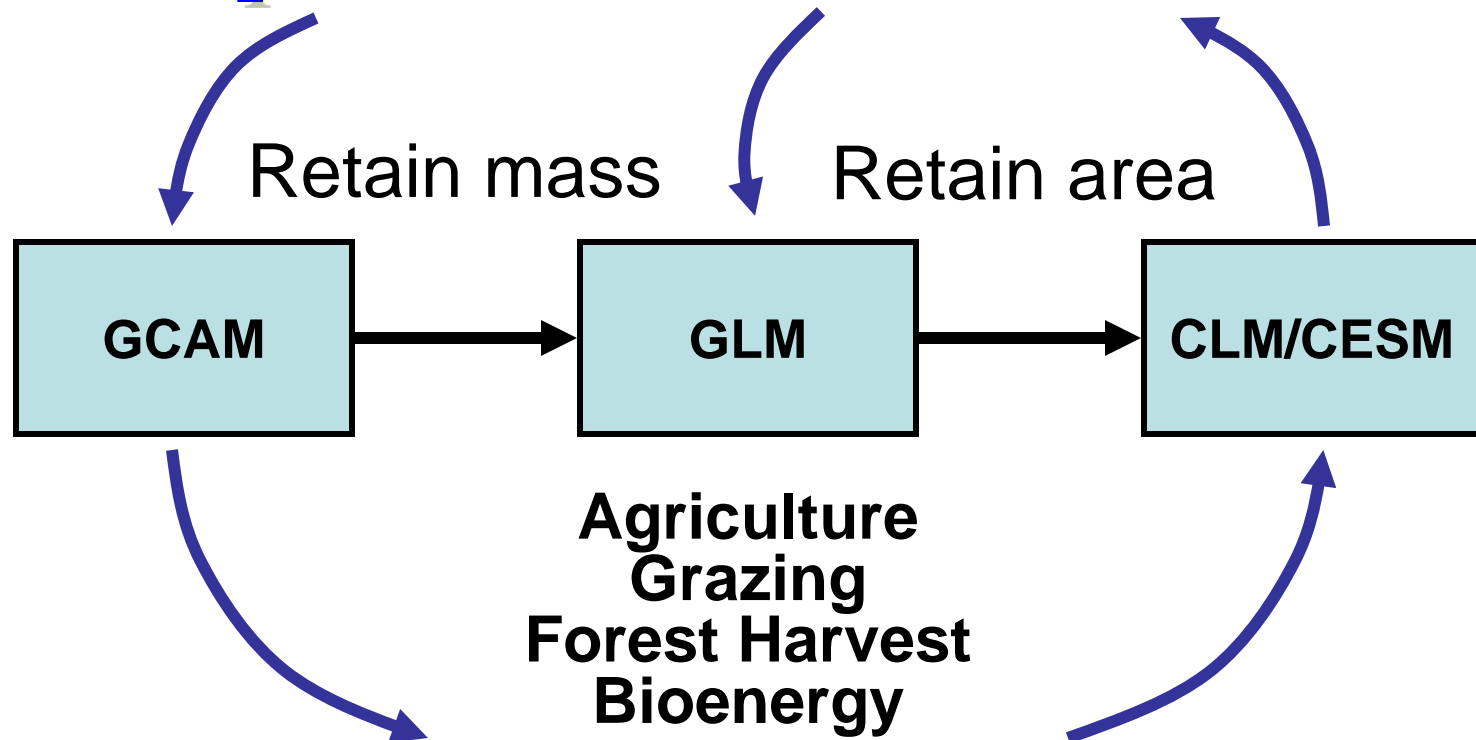 Retain mass
Retain area
GCAM
GLM
CLM/CESM
Agriculture
Grazing
Forest Harvest
Bioenergy